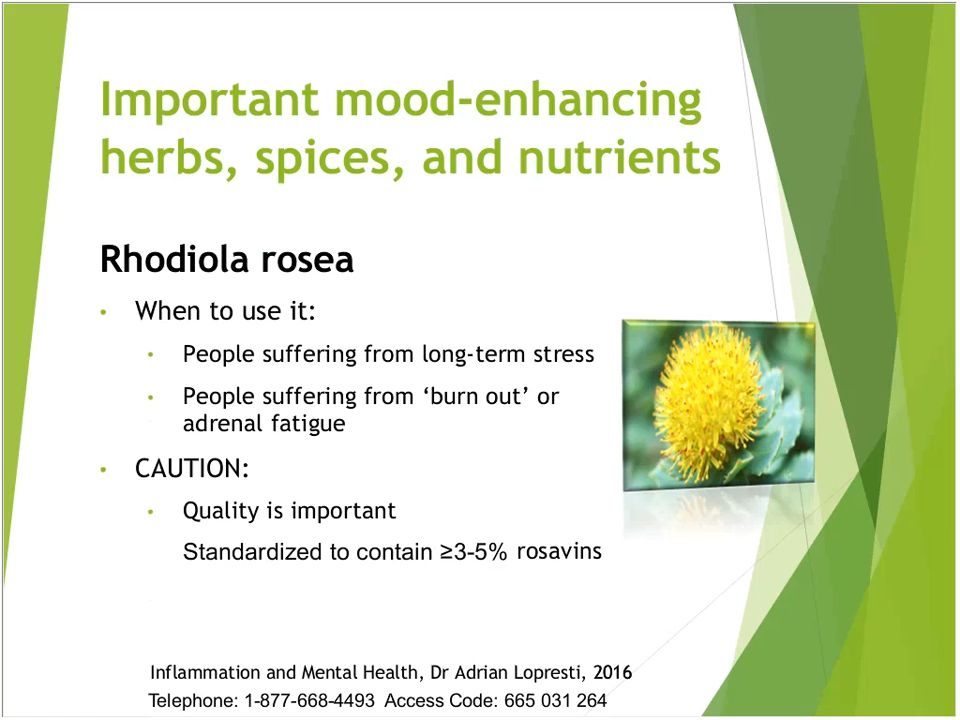 Important mood-enhancing
herbs, spices, and nutrients
Rhodiola rosea
• When to use it:
• People suffering from long-term stress
• People suffering from ‘burn out’ or
adrenal fatigue
• CAUTION:
• Quality is important
Standardized to contain ≥3-5% rosavins
Inflammation and Mental Health, Dr Adrian Lopresti, 2016
Telephone: 1-877-668-4493 Access Code: 665 031 264